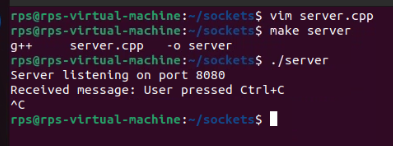 rps@rps-virtual-machine:~/sockets$ vim server.cpp
rps@rps-virtual-machine:~/sockets$ make server
g++     server.cpp   -o server
rps@rps-virtual-machine:~/sockets$ ./server
Server listening on port 8080
Received message: User pressed Ctrl+C
^C
rps@rps-virtual-machine:~/sockets$